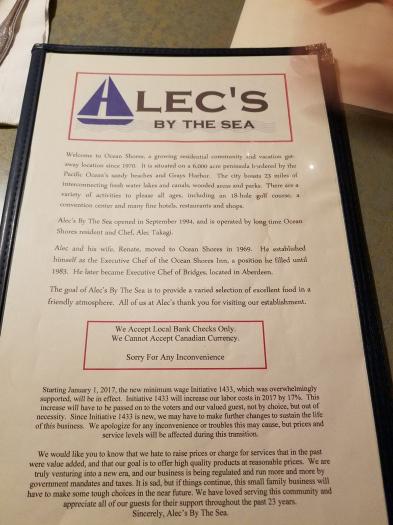 ALEC'S
BY THE SEA
Welcome to Ocean Shores, a growing residential community and vacation get-
away location since 1970. It is situated on a 6,000 acre peninsula bordered by the
Pacific Ocean's sandy beaches and Grays Harbor. The city boasts 23 miles of
interconnecting fresh water lakes and canals, wooded areas and parks. There are a
variety of activities to please all ages, including an 18-hole golf course, a
convention center and many fine hotels, restaurants and shops.
Alec's By The Sea opened in September 1994, and is operated by long time Ocean
Shores resident and Chef, Alec Takagi.
Alec and his wife, Renate, moved to Ocean Shores in 1969. He established
himself as the Executive Chef of the Ocean Shores Inn, a position he filled until
1983. He later became Executive Chef of Bridges, located in Aberdeen.
The goal of Alec's By The Sea is to provide a varied selection of excellent food in a
friendly atmosphere. All of us at Alec's thank you for visiting our establishment.
We Accept Local Bank Checks Only.
We Cannot Accept Canadian Currency.
Sorry For Any Inconvenience
Starting January 1, 2017, the new minimum wage Initiative 1433, which was overwhelmingly
supported, will be in effect. Initiative 1433 will increase our labor costs in 2017 by 17%. This
increase will have to be passed on to the voters and our valued guest, not by choice, but out of
necessity. Since Initiative 1433 is new, we may have to make further changes to sustain the life
of this business. We apologize for any inconvenience or troubles this may cause, but prices and
service levels will be affected during this transition.
We would like you to know that we hate to raise prices or charge for services that in the past
were value added, and that our goal is to offer high quality products at reasonable prices. We are
truly venturing into a new era, and our business is being regulated and run more and more by
government mandates and taxes. It is sad, but if things continue, this small family business will
have to make some tough choices in the near future. We have loved serving this community and
appreciate all of our guests for their support throughout the past 23 years.
Sincerely, Alec's By The Sea.